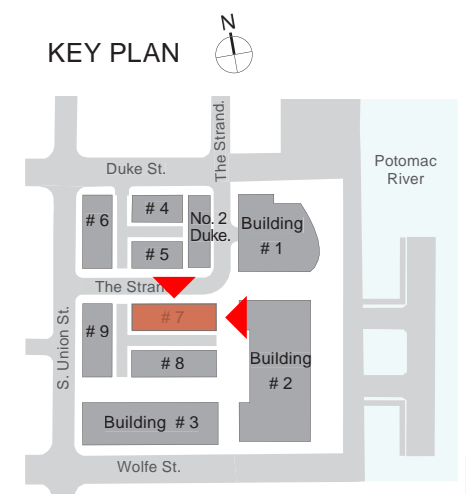 N
KEY PLAN
The Strand.
Duke St.
Potomac
River
# 4
# 6
No. 2
Duke.
Building
# 1
# 5
The Stran
# 7
S. Union St.
# 9
# 8
Building
# 2
Building # 3
Wolfe St.